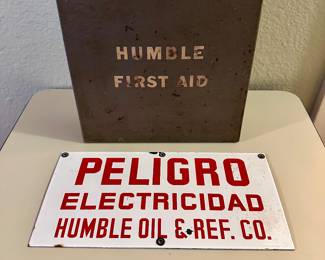 HUMBLE
FIRST AID
PELIGRO
ELECTRICIDAD
HUMBLE OIL & REF. CO.